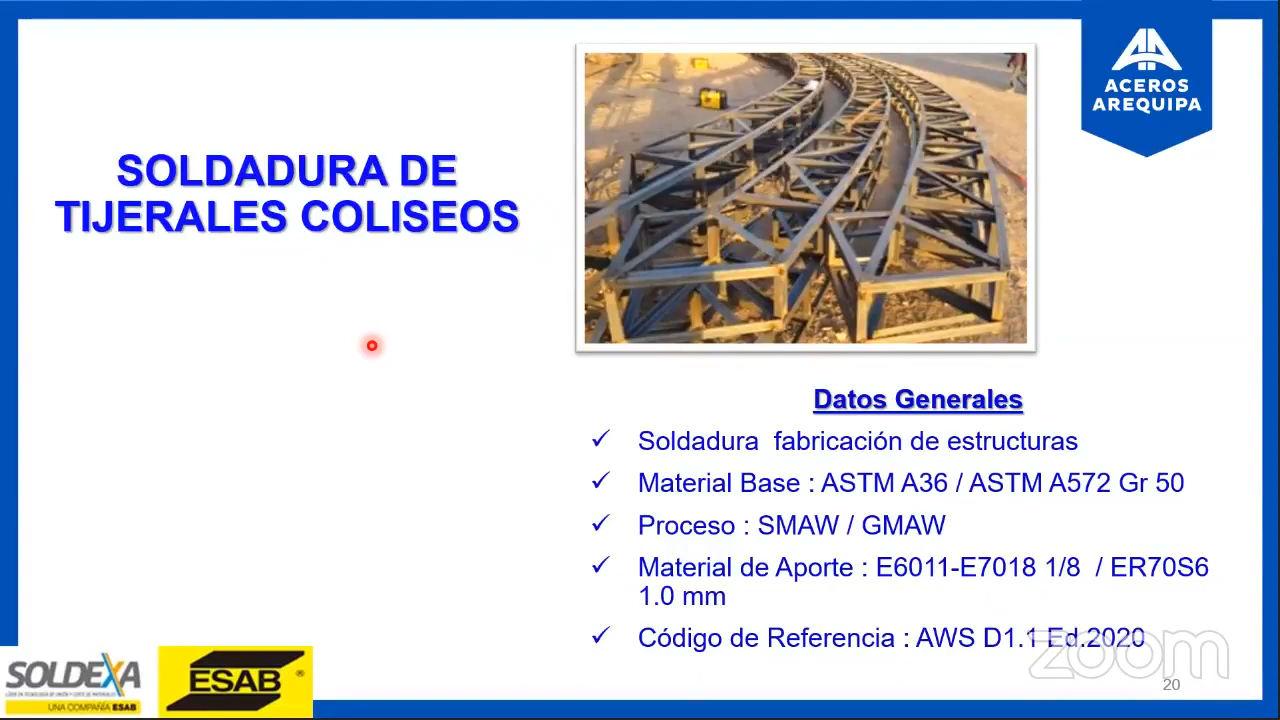 ACEROS
AREQUIPA
SOLDADURA DE
TIJERALES COLISEOS
Datos Generales
✓ Soldadura fabricación de estructuras
✓ Material Base : ASTM A36 / ASTM A572 Gr 50
✓ Proceso : SMAW / GMAW
✓ Material de Aporte : E6011-E7018 1/8 / ER70S6
1.0 mm
✓ Código de Referencia : AWS D1.1 Ed.2020
zoom
20
SOLDEXA
UNA COMPAÑÍA ESAB
ESAB ®